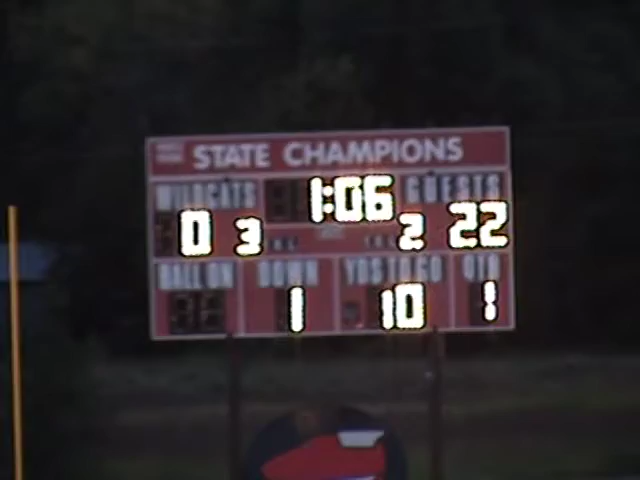 STATE CHAMPIONS
WILDCATS 1:06 GUESTS
0 3 2 22
BALL ON DOWN YDS TO GO QTR
1 10 1